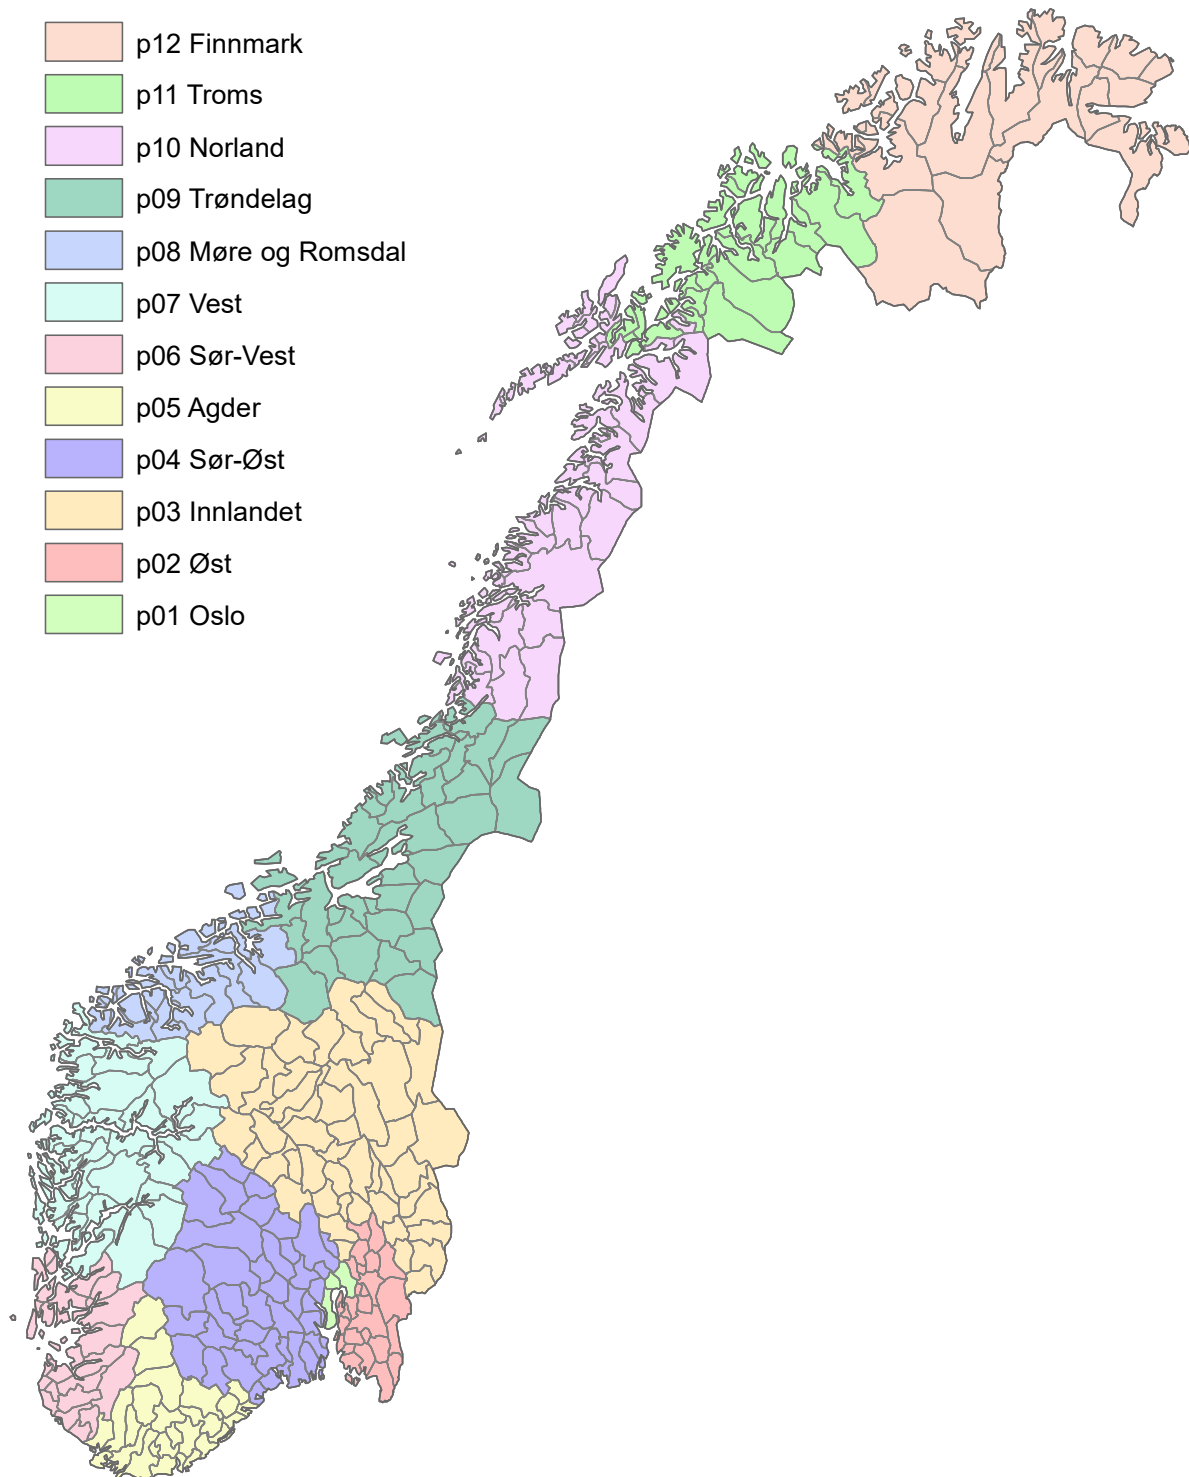 p12 Finnmark
p11 Troms
p10 Norland
p09 Trøndelag
p08 Møre og Romsdal
p07 Vest
p06 Sør-Vest
p05 Agder
p04 Sør-Øst
p03 Innlandet
p02 Øst
p01 Oslo